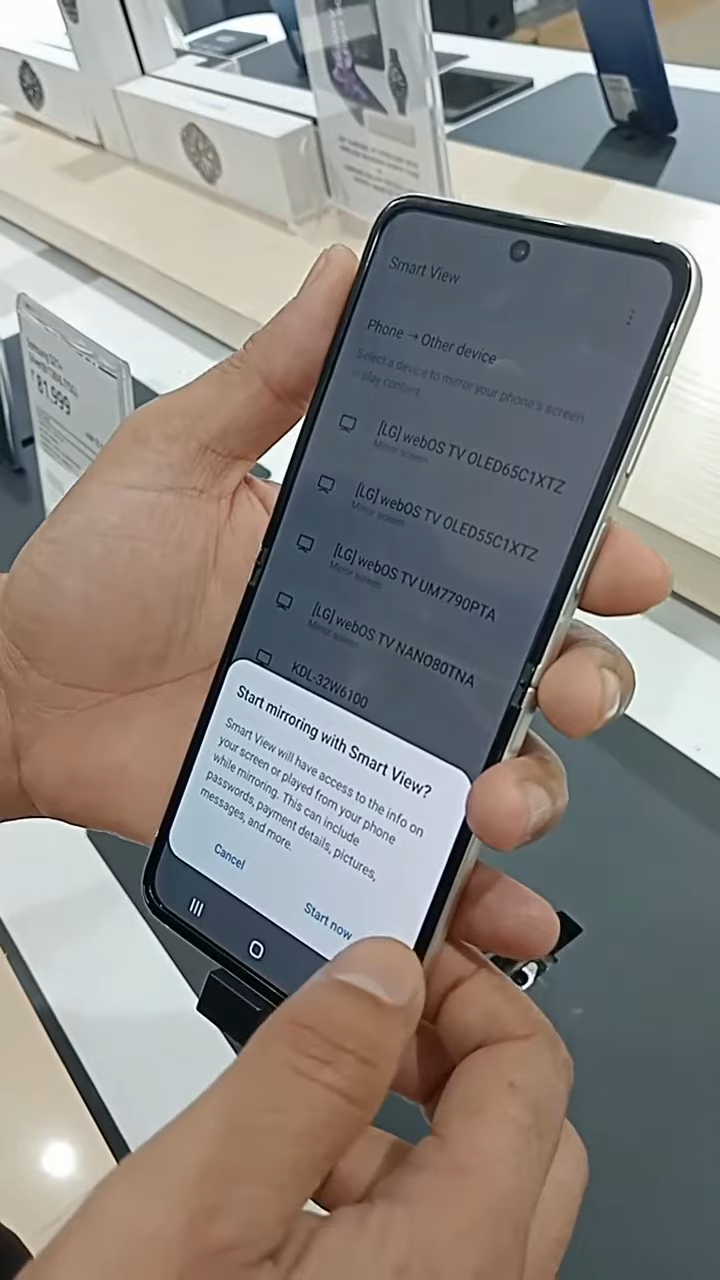 Smart View
Phone → Other device
Select a device to mirror your phone's screen
play content.
[LG] webOS TV OLED65C1XTZ
Mirror screen
[LG] webOS TV OLED55C1XTZ
Mirror screen
[LG] webOS TV UM7790PTA
Mirror screen
[LG] webOS TV NANO80TNA
Mirror screen
KDL-32W6100
Start mirroring with Smart View?
Smart View will have access to the info on
your screen or played from your phone
while mirroring. This can include
passwords, payment details, pictures,
messages, and more.
Cancel
Start now
81,999